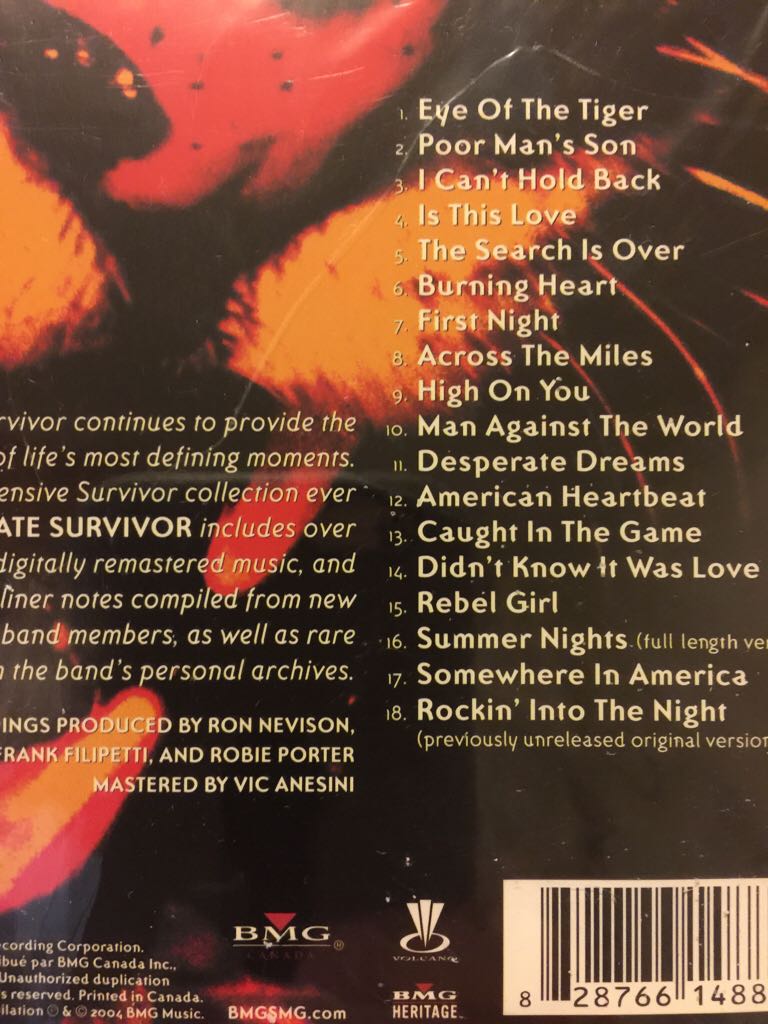 1. Eye Of The Tiger
2. Poor Man's Son
3. I Can't Hold Back
4. Is This Love
5. The Search Is Over
6. Burning Heart
7. First Night
8. Across The Miles
9. High On You
10. Man Against The World
11. Desperate Dreams
12. American Heartbeat
13. Caught In The Game
14. Didn't Know It Was Love
15. Rebel Girl
16. Summer Nights (full length ver
17. Somewhere In America
18. Rockin' Into The Night
(previously unreleased original version
rvivor continues to provide the
of life's most defining moments.
ensive Survivor collection ever
ATE SURVIVOR includes over
digitally remastered music, and
liner notes compiled from new
band members, as well as rare
the band's personal archives.
INGS PRODUCED BY RON NEVISON,
FRANK FILIPETTI, AND ROBIE PORTER
MASTERED BY VIC ANESINI
ecording Corporation.
ibué par BMG Canada Inc.,
Unauthorized duplication
s reserved. Printed in Canada.
ilation ℗ & © 2004 BMG Music.
BMG®
CANADA
BMGSMG.com
VOLCANO
BMG
HERITAGE
8 28766 1488